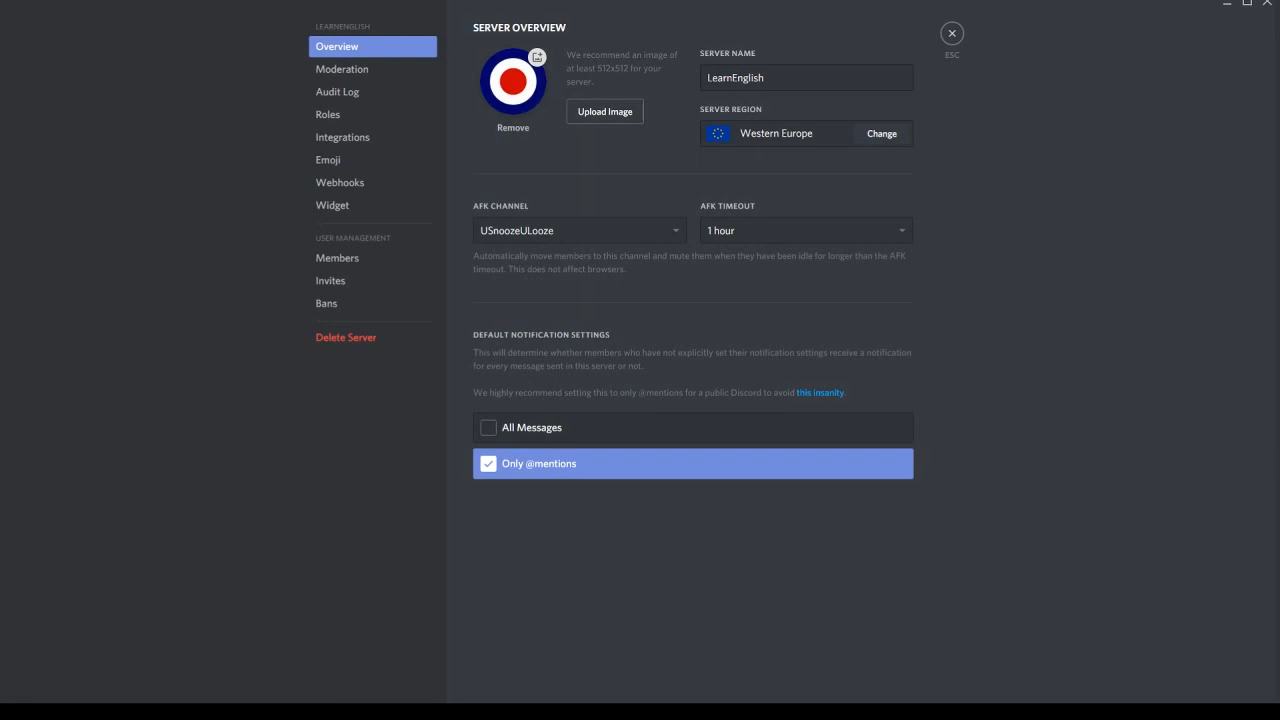 LEARNENGLISH
Overview
Moderation
Audit Log
Roles
Integrations
Emoji
Webhooks
Widget
USER MANAGEMENT
Members
Invites
Bans
Delete Server
SERVER OVERVIEW
Remove
We recommend an image of
at least 512x512 for your
server.
Upload Image
SERVER NAME
LearnEnglish
SERVER REGION
Western Europe
Change
ESC
AFK CHANNEL
USnoozeULooze
AFK TIMEOUT
1 hour
Automatically move members to this channel and mute them when they have been idle for longer than the AFK
timeout. This does not affect browsers.
DEFAULT NOTIFICATION SETTINGS
This will determine whether members who have not explicitly set their notification settings receive a notification
for every message sent in this server or not.
We highly recommend setting this to only @mentions for a public Discord to avoid this insanity.
All Messages
Only @mentions